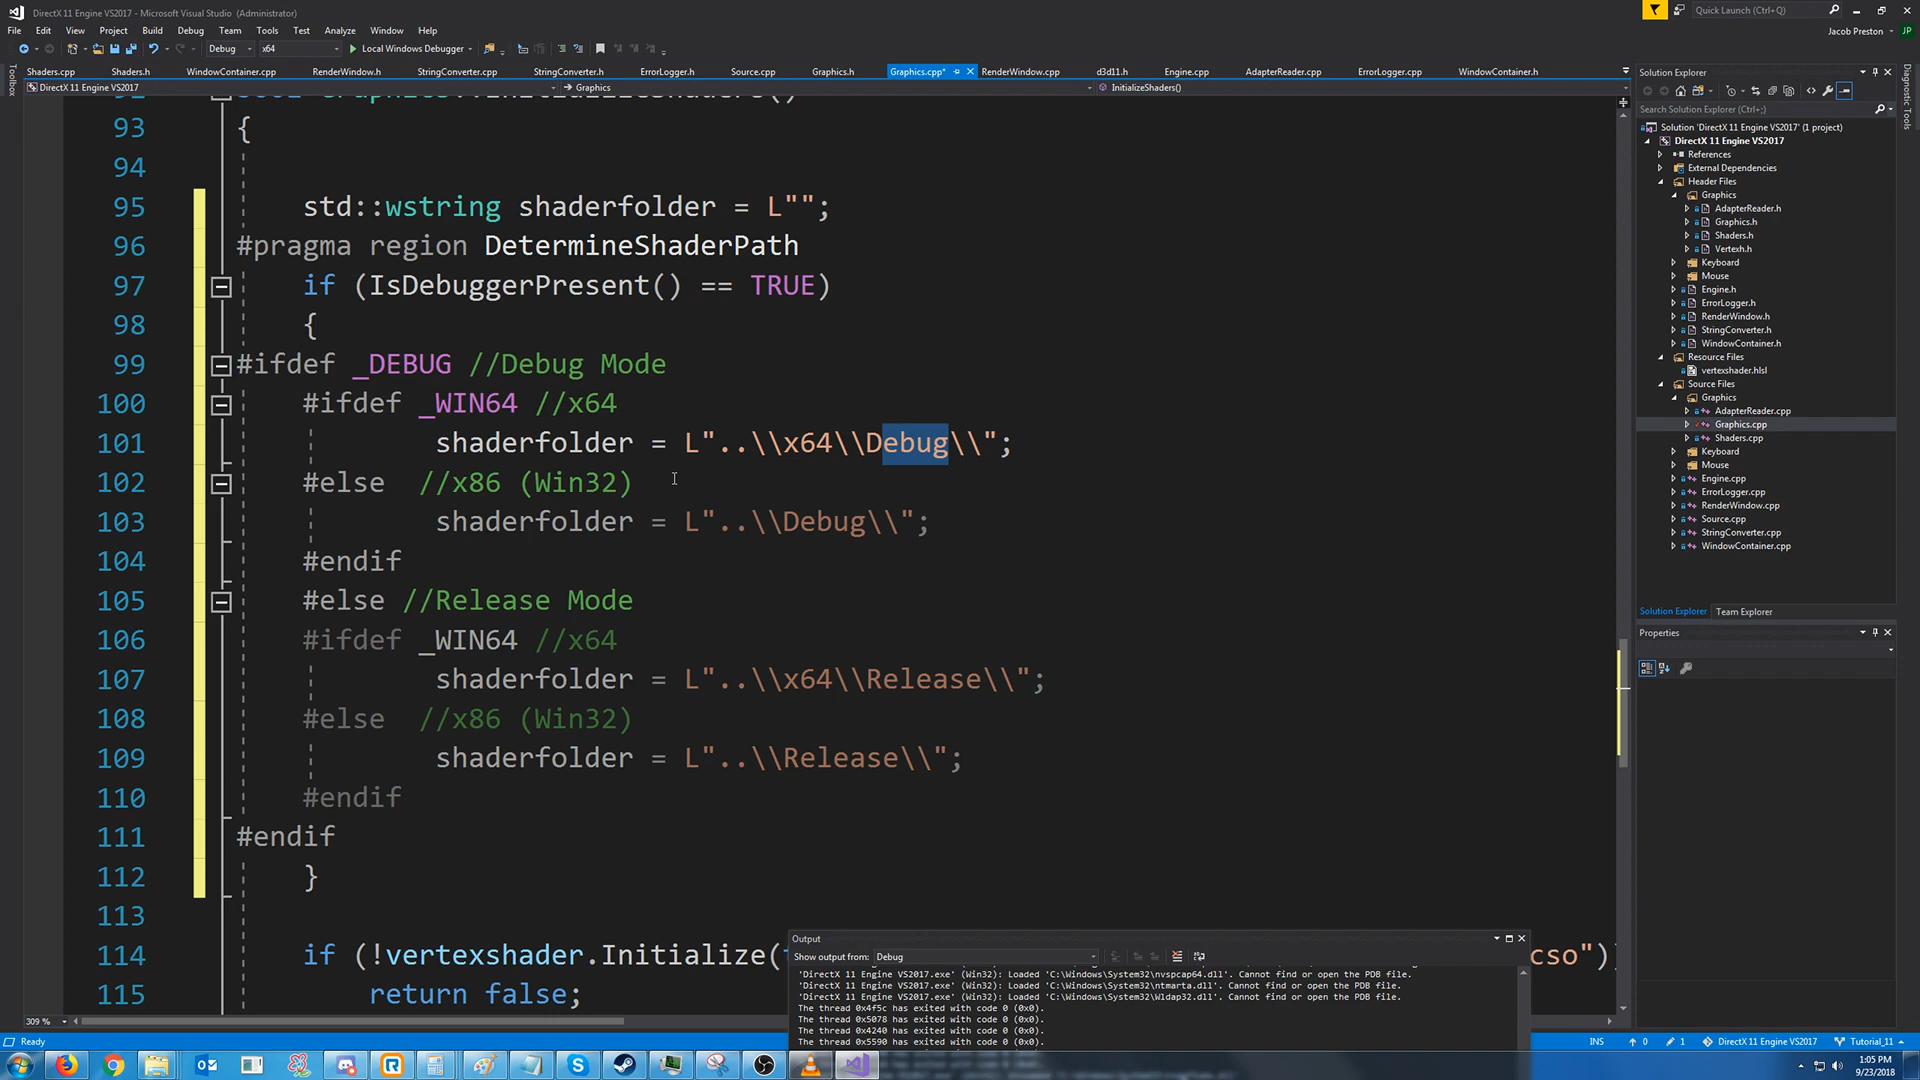 DirectX 11 Engine VS2017 - Microsoft Visual Studio (Administrator)
Quick Launch (Ctrl+Q)
File Edit View Project Build Debug Team Tools Test Analyze Window Help
Jacob Preston JP
Debug x64 Local Windows Debugger
Shaders.cpp Shaders.h WindowContainer.cpp RenderWindow.h StringConverter.cpp StringConverter.h ErrorLogger.h Source.cpp Graphics.h Graphics.cpp* RenderWindow.cpp d3d11.h Engine.cpp AdapterReader.cpp ErrorLogger.cpp WindowContainer.h
DirectX 11 Engine VS2017 Graphics InitializeShaders()
Toolbox
93 {
94
95 std::wstring shaderfolder = L"";
96 #pragma region DetermineShaderPath
97 if (IsDebuggerPresent() == TRUE)
98 {
99 #ifdef _DEBUG //Debug Mode
100 #ifdef _WIN64 //x64
101 shaderfolder = L"..\\x64\\Debug\\";
102 #else //x86 (Win32)
103 shaderfolder = L"..\\Debug\\";
104 #endif
105 #else //Release Mode
106 #ifdef _WIN64 //x64
107 shaderfolder = L"..\\x64\\Release\\";
108 #else //x86 (Win32)
109 shaderfolder = L"..\\Release\\";
110 #endif
111 #endif
112 }
113
114 if (!vertexshader.Initialize( cso")
115 return false;
309 %
Output
Show output from: Debug
'DirectX 11 Engine VS2017.exe' (Win32): Loaded 'C:\Windows\System32\nvspcap64.dll'. Cannot find or open the PDB file.
'DirectX 11 Engine VS2017.exe' (Win32): Loaded 'C:\Windows\System32\ntmarta.dll'. Cannot find or open the PDB file.
'DirectX 11 Engine VS2017.exe' (Win32): Loaded 'C:\Windows\System32\Wldap32.dll'. Cannot find or open the PDB file.
The thread 0x4f5c has exited with code 0 (0x0).
The thread 0x5078 has exited with code 0 (0x0).
The thread 0x4240 has exited with code 0 (0x0).
The thread 0x5590 has exited with code 0 (0x0).
Solution Explorer
Search Solution Explorer (Ctrl+;)
Solution 'DirectX 11 Engine VS2017' (1 project)
DirectX 11 Engine VS2017
References
External Dependencies
Header Files
Graphics
AdapterReader.h
Graphics.h
Shaders.h
Vertexh.h
Keyboard
Mouse
Engine.h
ErrorLogger.h
RenderWindow.h
StringConverter.h
WindowContainer.h
Resource Files
vertexshader.hlsl
Source Files
Graphics
AdapterReader.cpp
Graphics.cpp
Shaders.cpp
Keyboard
Mouse
Engine.cpp
ErrorLogger.cpp
RenderWindow.cpp
Source.cpp
StringConverter.cpp
WindowContainer.cpp
Solution Explorer Team Explorer
Properties
Diagnostic Tools
Ready
INS 0 1 DirectX 11 Engine VS2017 Tutorial_11
1:05 PM
9/23/2018